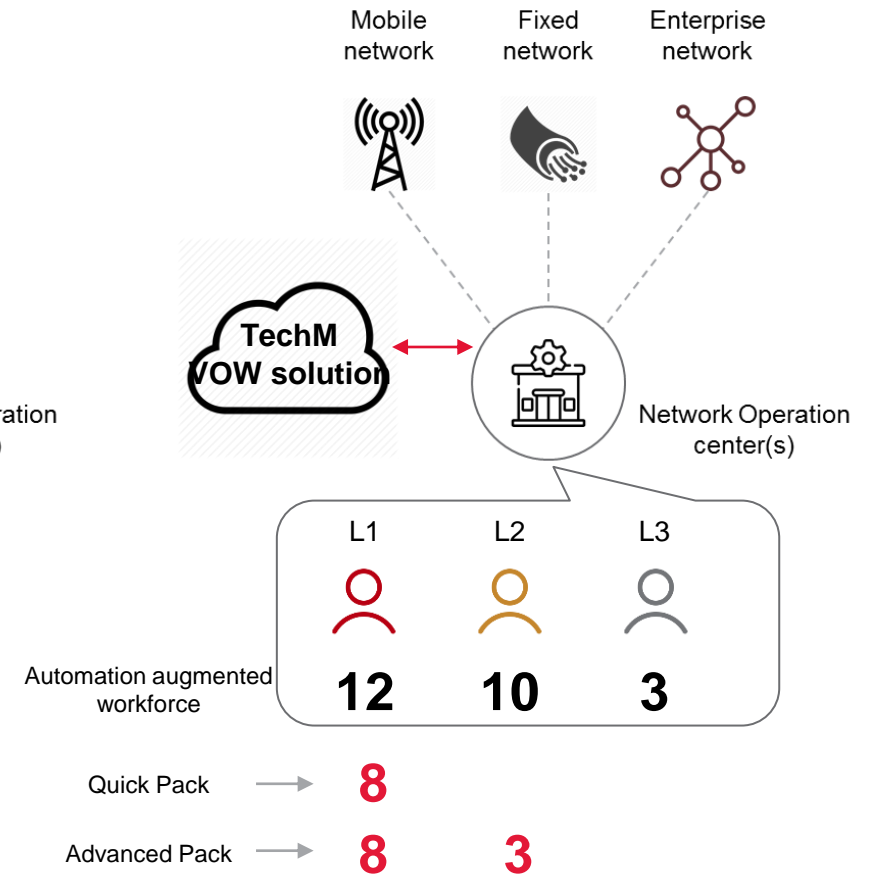 Mobile network
Fixed network
Enterprise network
TechM
VOW solution
ration
)
Network Operation
center(s)
L1 L2 L3
Automation augmented
workforce
12 10 3
Quick Pack 8
Advanced Pack 8 3